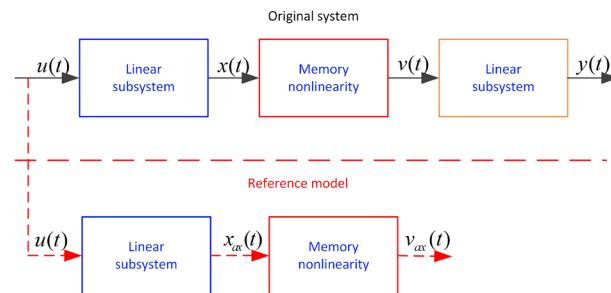 Original system
u(t)
Linear
subsystem
x(t)
Memory
nonlinearity
v(t)
Linear
subsystem
y(t)
Reference model
u(t)
Linear
subsystem
x_ax(t)
Memory
nonlinearity
v_ax(t)